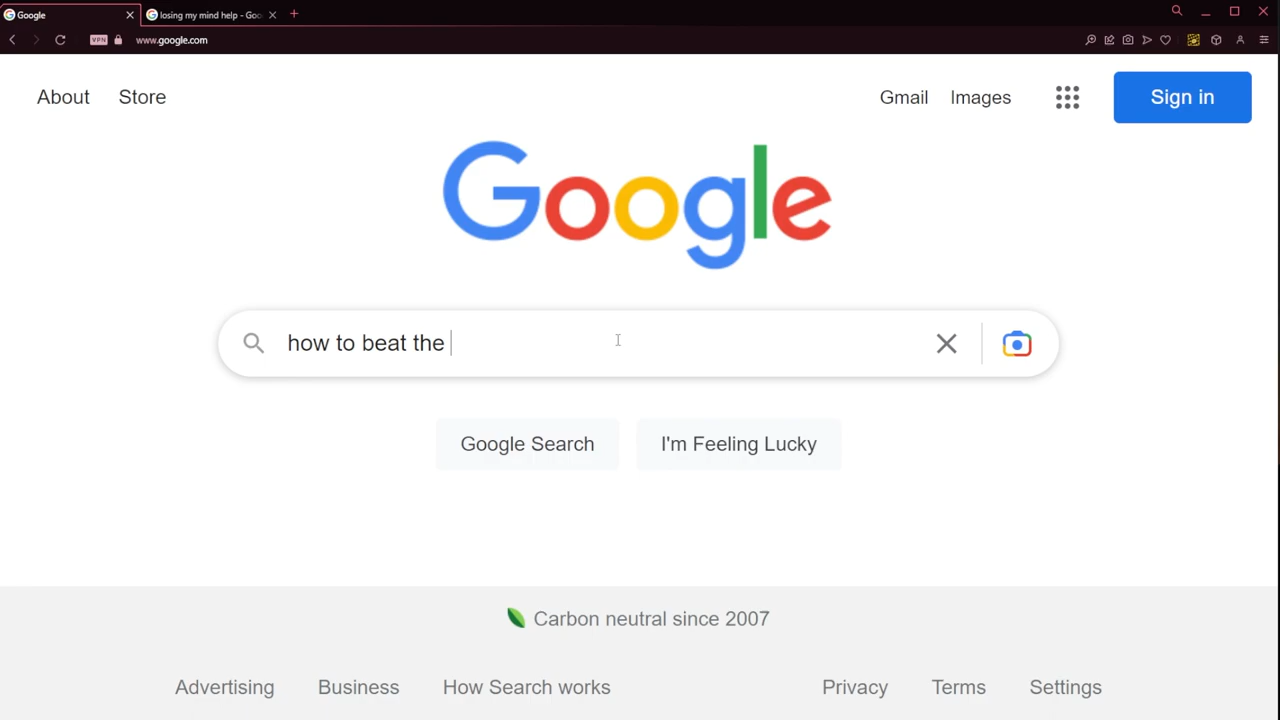 Google
losing my mind help - Goo
VPN
www.google.com
About Store Gmail Images Sign in
Google
how to beat the
Google Search I'm Feeling Lucky
Carbon neutral since 2007
Advertising Business How Search works Privacy Terms Settings